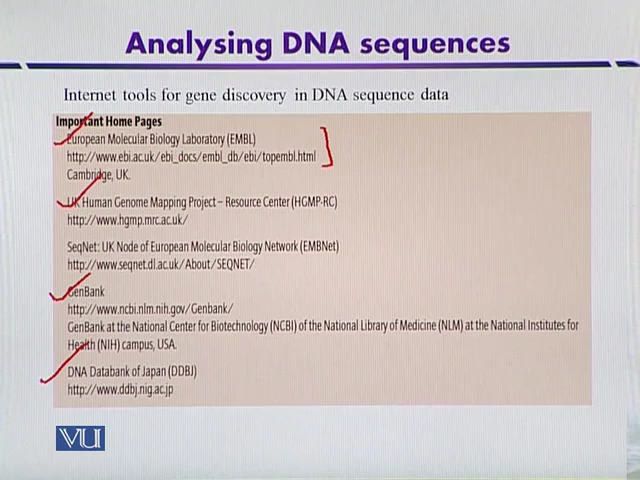 Analysing DNA sequences
Internet tools for gene discovery in DNA sequence data
Important Home Pages
European Molecular Biology Laboratory (EMBL)
http://www.ebi.ac.uk/ebi_docs/embl_db/ebi/topembl.html
Cambridge, UK.
UK Human Genome Mapping Project – Resource Center (HGMP-RC)
http://www.hgmp.mrc.ac.uk/
SeqNet: UK Node of European Molecular Biology Network (EMBNet)
http://www.seqnet.dl.ac.uk/About/SEQNET/
GenBank
http://www.ncbi.nlm.nih.gov/Genbank/
GenBank at the National Center for Biotechnology (NCBI) of the National Library of Medicine (NLM) at the National Institutes for
Health (NIH) campus, USA.
DNA Databank of Japan (DDBJ)
http://www.ddbj.nig.ac.jp
VU